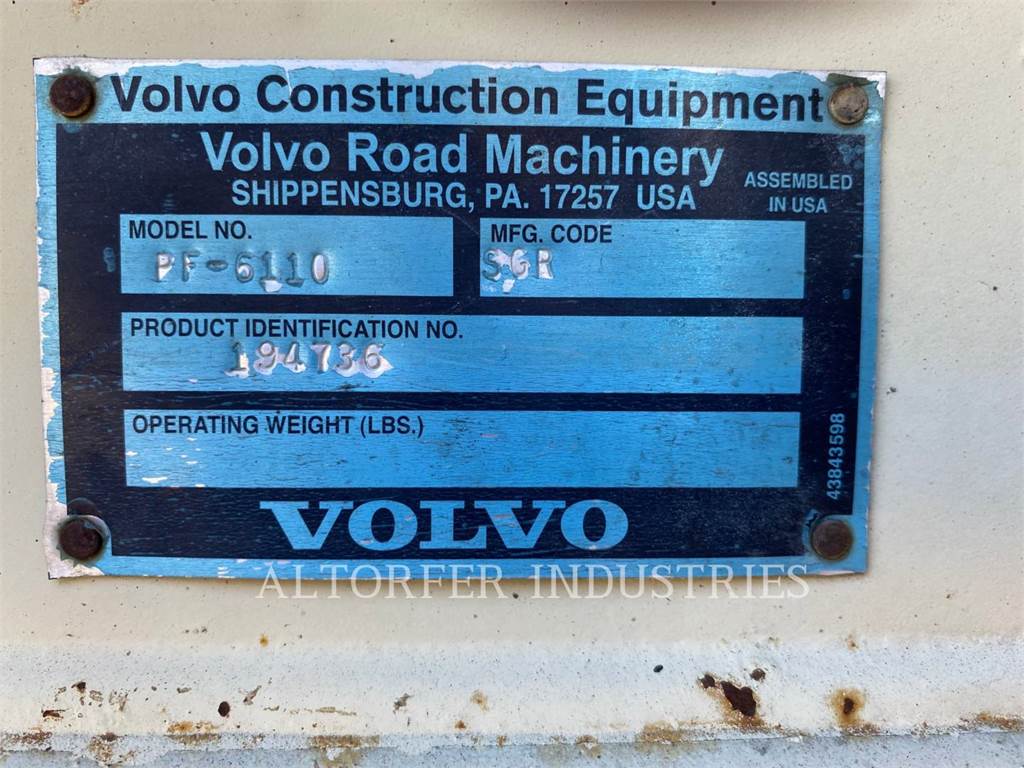 Volvo Construction Equipment
Volvo Road Machinery
SHIPPENSBURG, PA. 17257 USA
ASSEMBLED
IN USA
MODEL NO.
PF-6110
MFG. CODE
SGR
PRODUCT IDENTIFICATION NO.
194736
OPERATING WEIGHT (LBS.)
43843598
VOLVO
ALTORFER INDUSTRIES